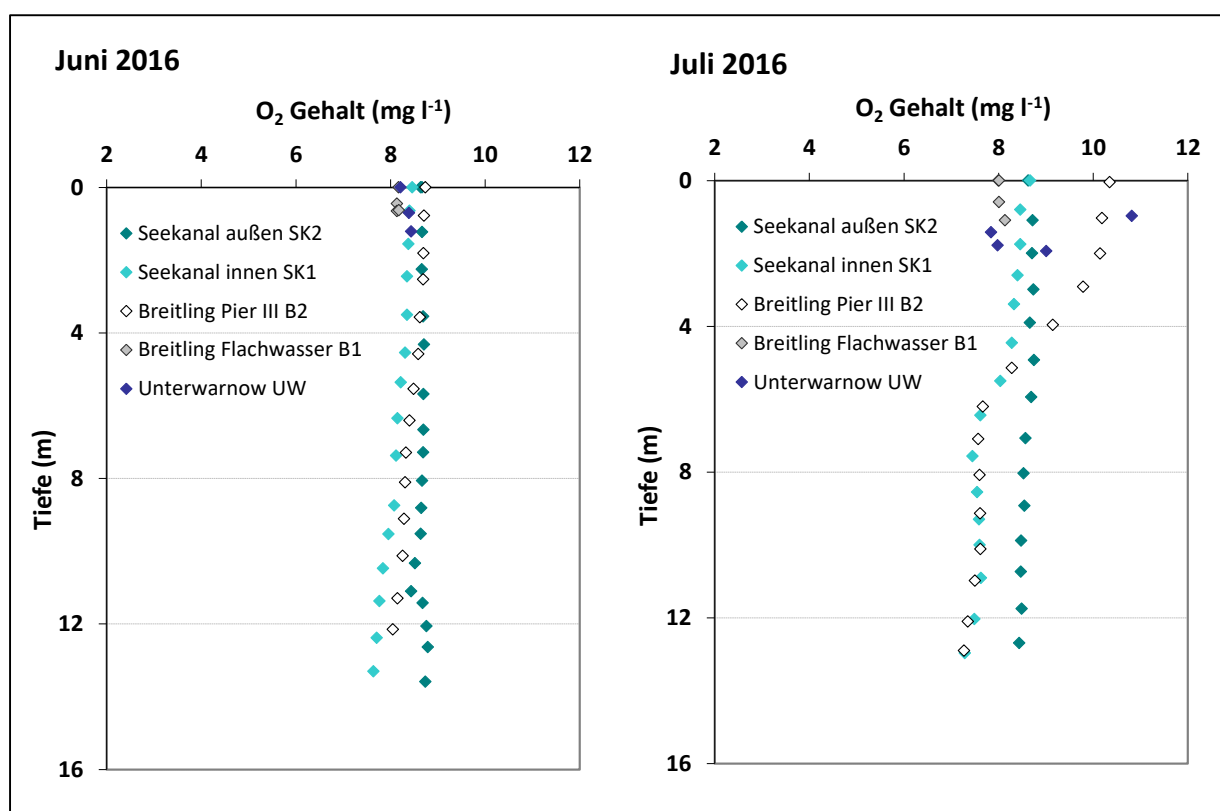 Juni 2016
O₂ Gehalt (mg l⁻¹)
2 4 6 8 10 12
0
Seekanal außen SK2
Seekanal innen SK1
Breitling Pier III B2
4
Breitling Flachwasser B1
Unterwarnow UW
Tiefe (m)
8
12
16
Juli 2016
O₂ Gehalt (mg l⁻¹)
2 4 6 8 10 12
0
Seekanal außen SK2
Seekanal innen SK1
Breitling Pier III B2
4
Breitling Flachwasser B1
Unterwarnow UW
Tiefe (m)
8
12
16